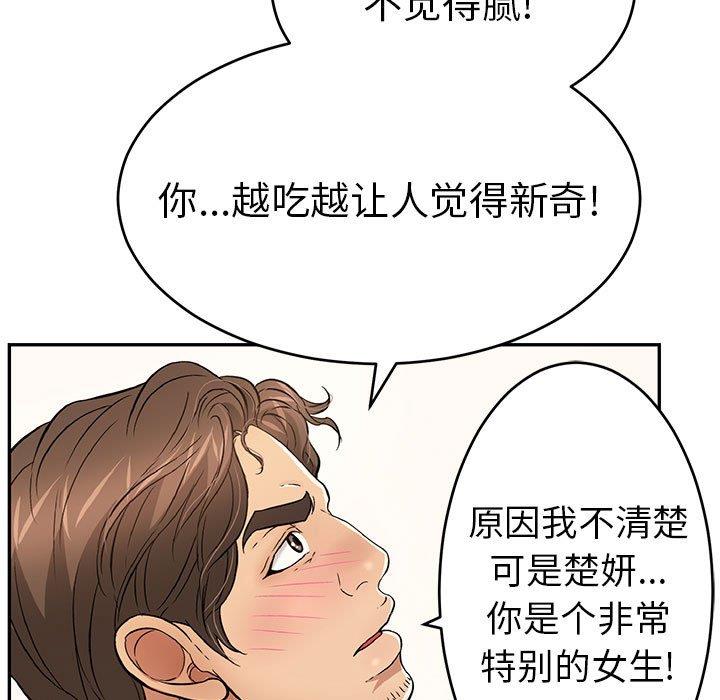 不觉得腻!
你...越吃越让人觉得新奇!
原因我不清楚
可是楚妍...
你是个非常
特别的女生!